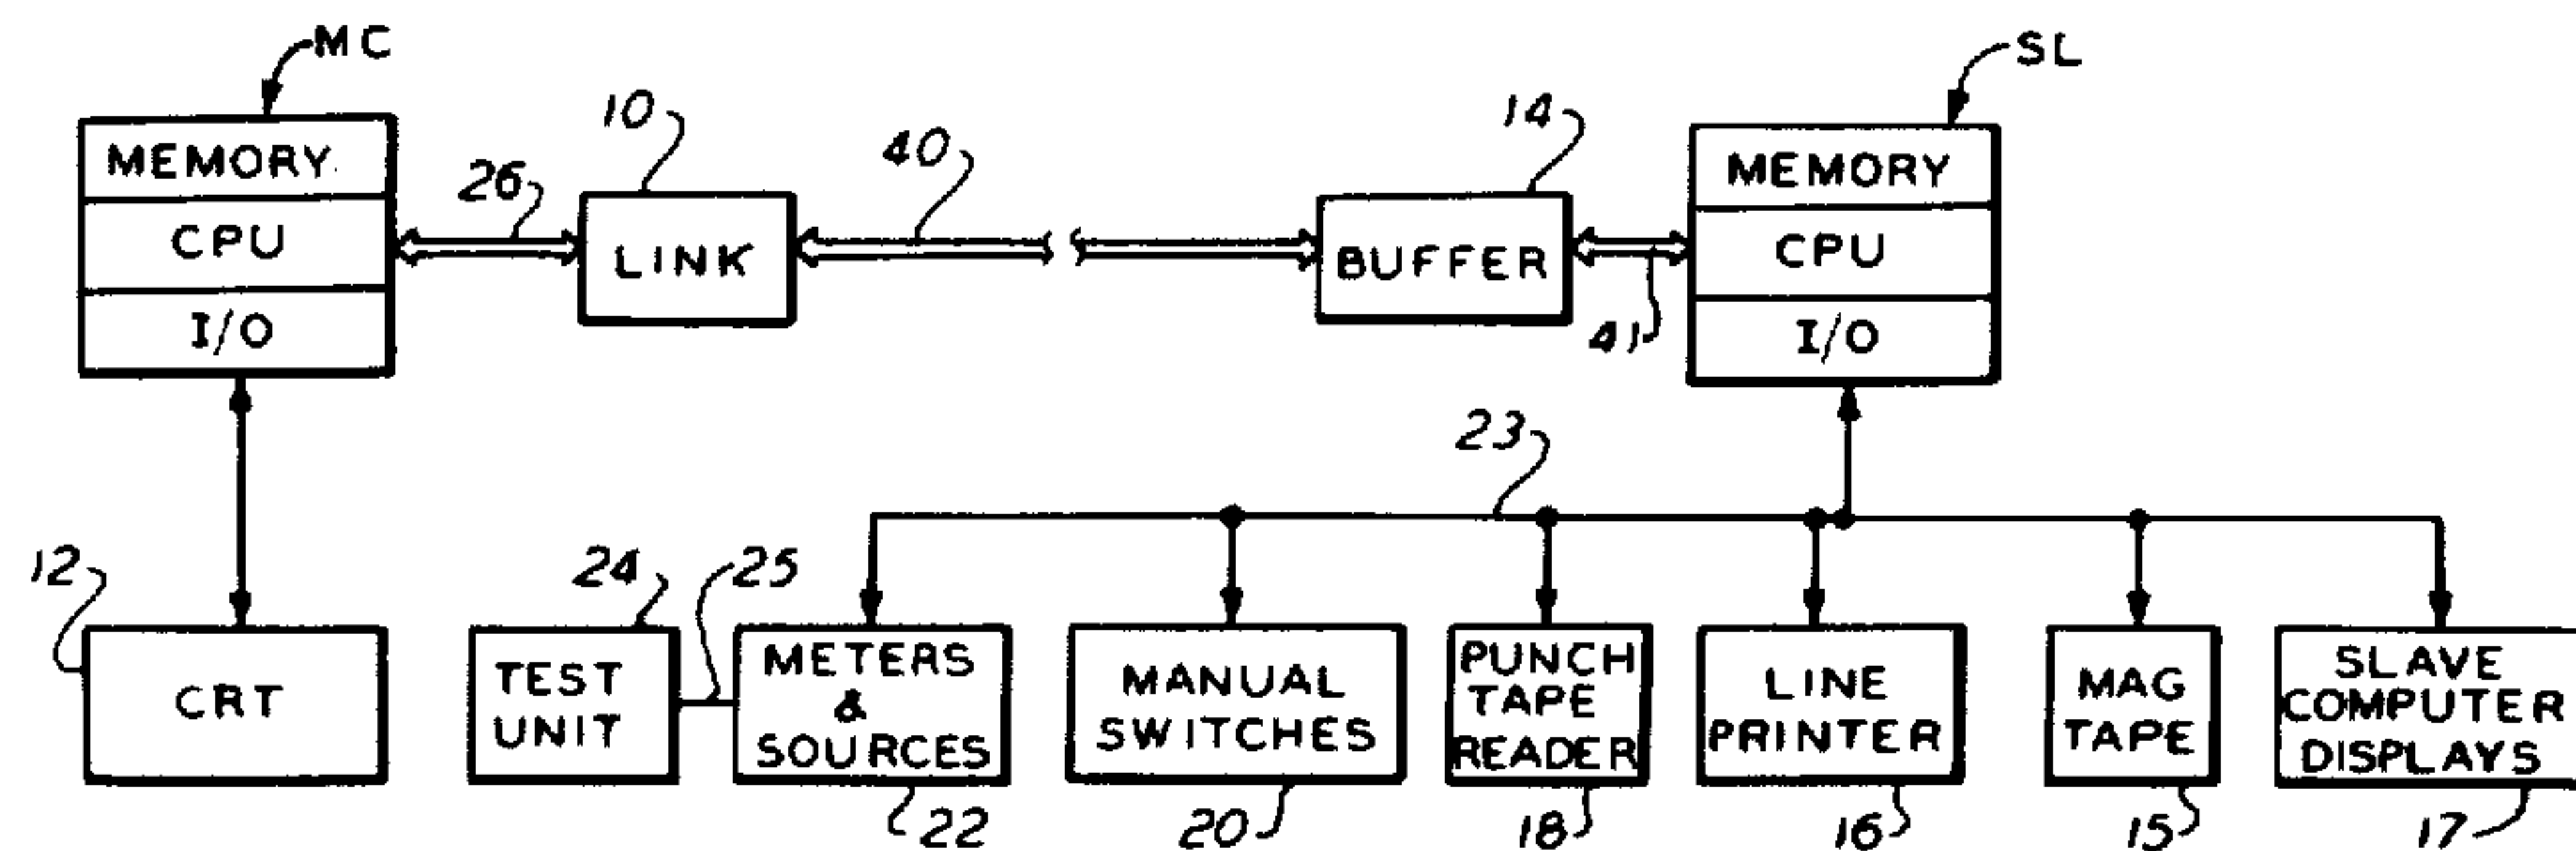 MC
SL
10
14
40
26
MEMORY
CPU
I/O
LINK
BUFFER
41
MEMORY
CPU
I/O
23
12
24
25
CRT
TEST
UNIT
METERS
&
SOURCES
MANUAL
SWITCHES
PUNCH
TAPE
READER
LINE
PRINTER
MAG
TAPE
SLAVE
COMPUTER
DISPLAYS
22
20
18
16
15
17